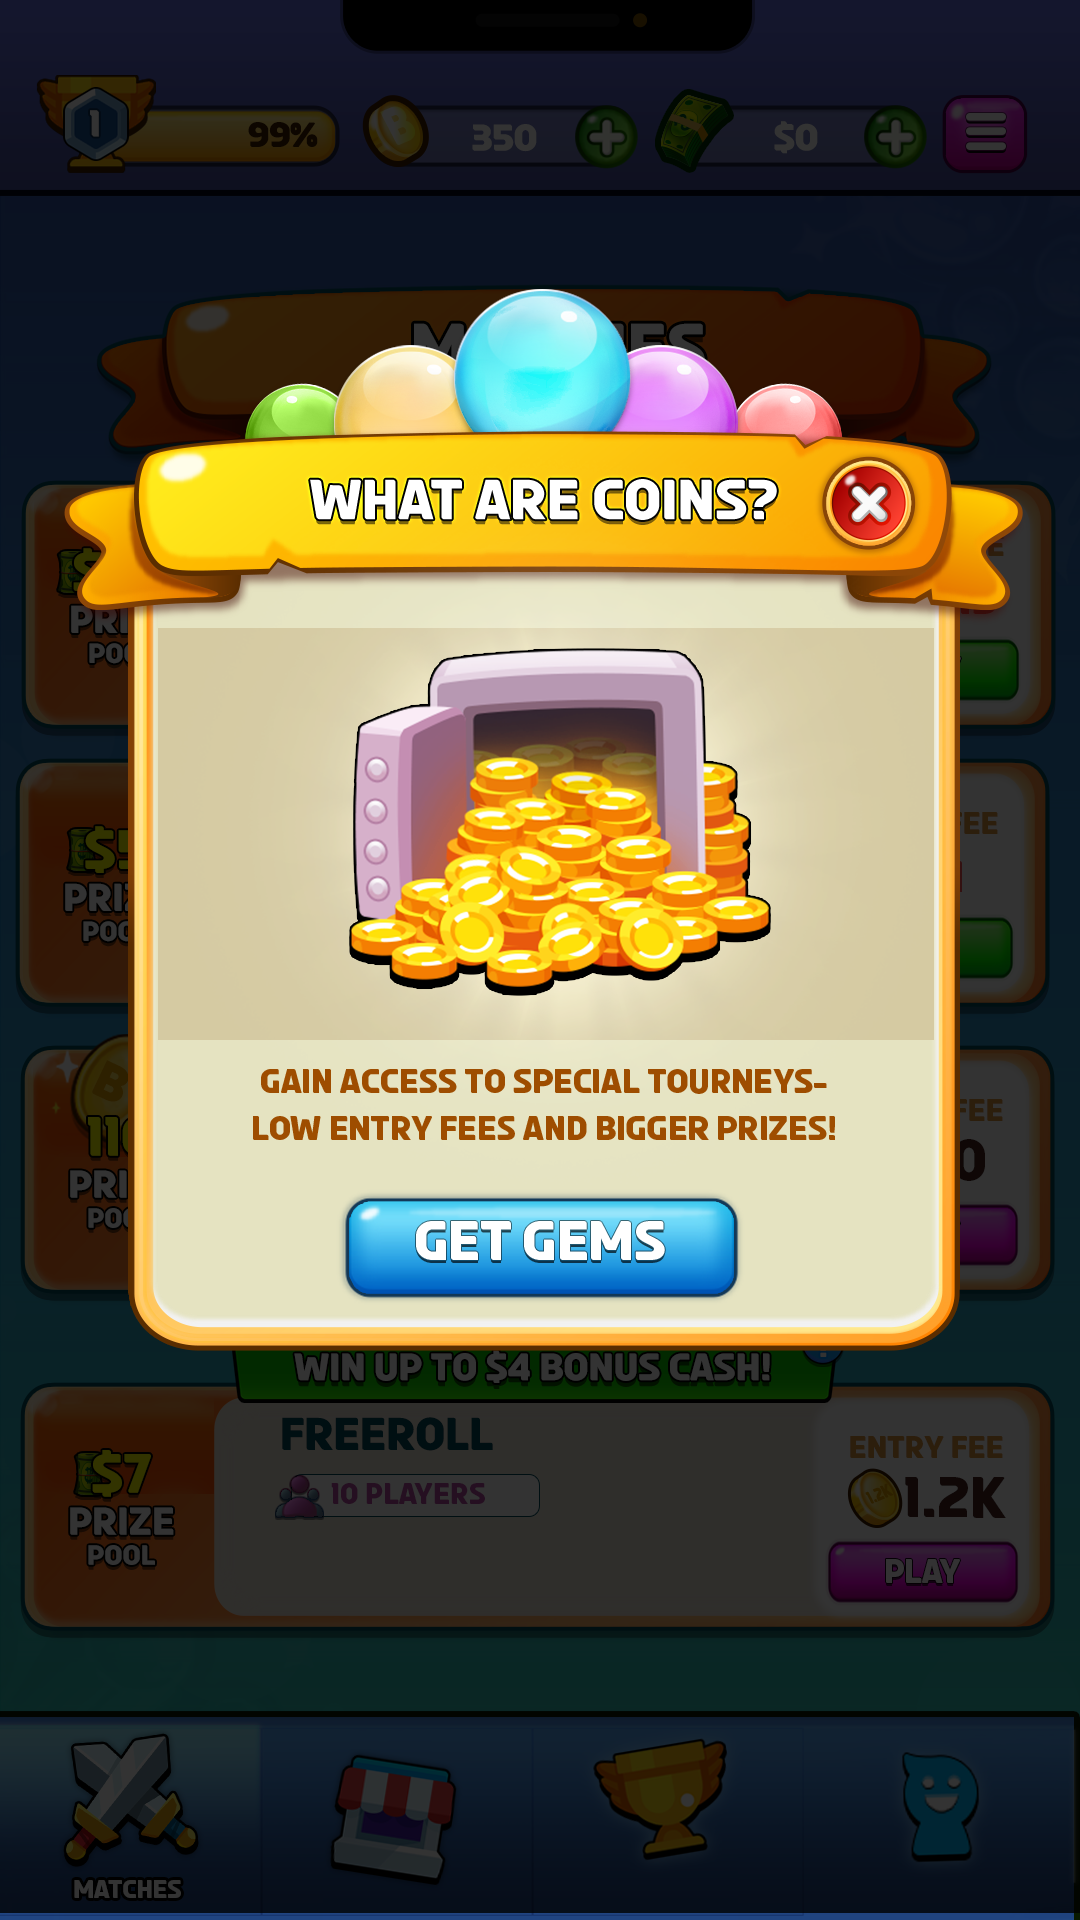 1
99%
350
$0
WHAT ARE COINS?
GAIN ACCESS TO SPECIAL TOURNEYS-
LOW ENTRY FEES AND BIGGER PRIZES!
GET GEMS
WIN UP TO $4 BONUS CASH!
FREEROLL
10 PLAYERS
$7
PRIZE
POOL
ENTRY FEE
1.2K
1.2K
PLAY
MATCHES